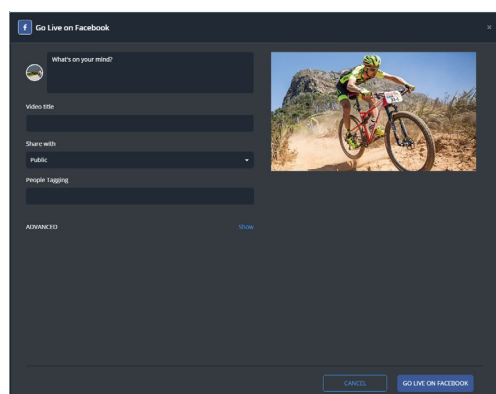 Go Live on Facebook
What's on your mind?
Video title
Share with
Public
People Tagging
ADVANCED
Show
CANCEL
GO LIVE ON FACEBOOK